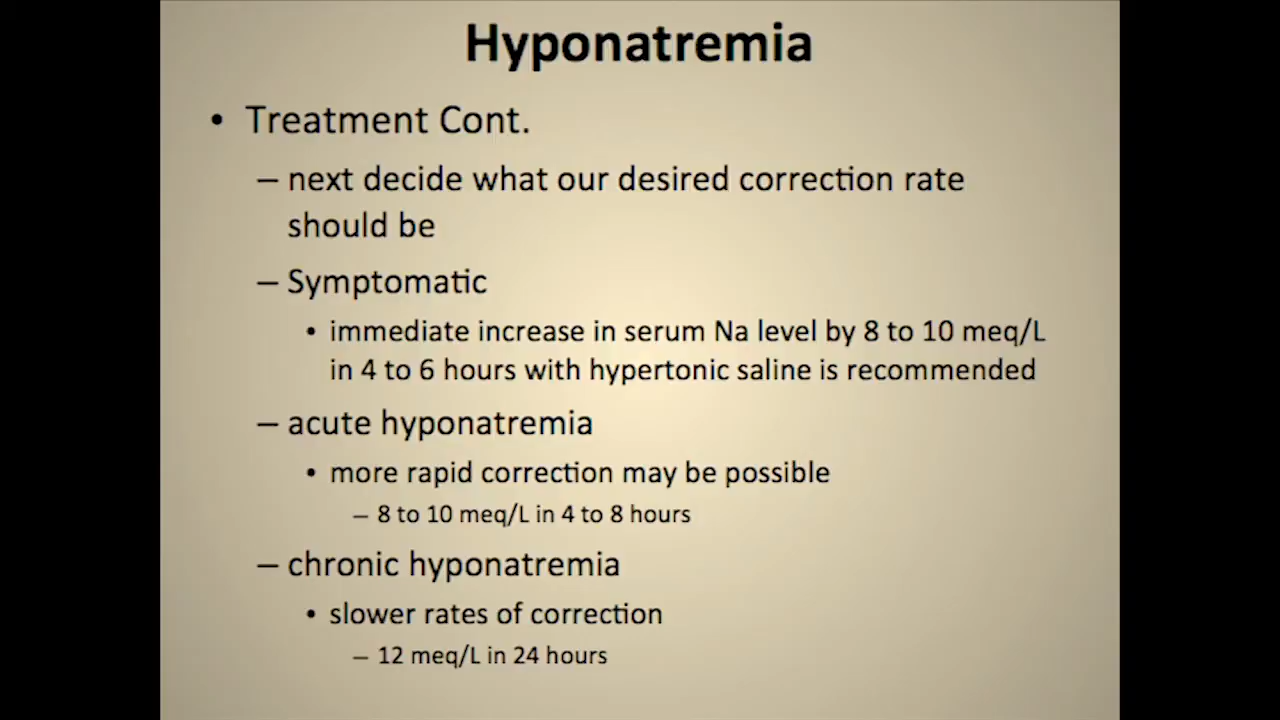 Hyponatremia
• Treatment Cont.
– next decide what our desired correction rate
should be
– Symptomatic
• immediate increase in serum Na level by 8 to 10 meq/L
in 4 to 6 hours with hypertonic saline is recommended
– acute hyponatremia
• more rapid correction may be possible
– 8 to 10 meq/L in 4 to 8 hours
– chronic hyponatremia
• slower rates of correction
– 12 meq/L in 24 hours